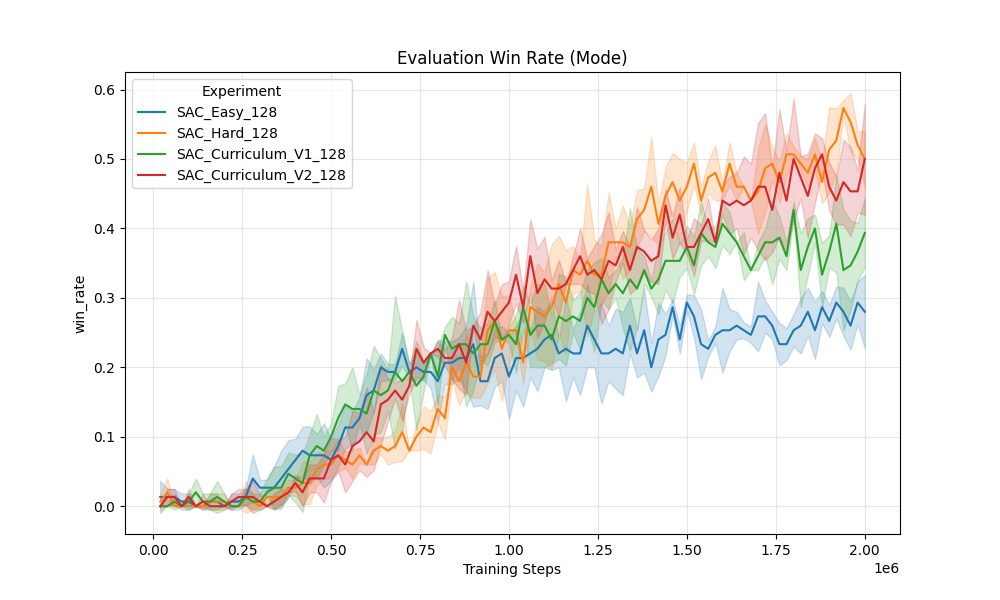 Evaluation Win Rate (Mode)
Experiment
SAC_Easy_128
SAC_Hard_128
SAC_Curriculum_V1_128
SAC_Curriculum_V2_128
win_rate
0.6
0.5
0.4
0.3
0.2
0.1
0.0
0.00 0.25 0.50 0.75 1.00 1.25 1.50 1.75 2.00
1e6
Training Steps